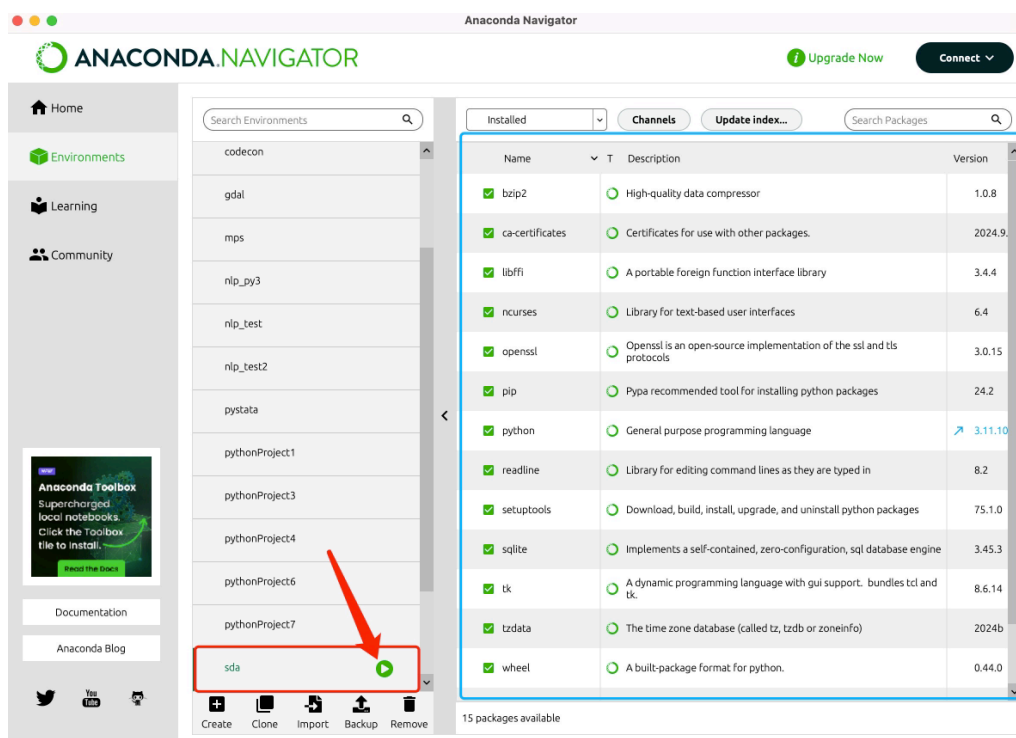 Anaconda Navigator
ANACONDA.NAVIGATOR
i Upgrade Now
Connect
Home
Environments
Learning
Community
NEW
Anaconda Toolbox
Supercharged
local notebooks.
Click the Toolbox
tile to install.
Read the Docs
Documentation
Anaconda Blog
You
Tube
Search Environments
codecon
gdal
mps
nlp_py3
nlp_test
nlp_test2
pystata
pythonProject1
pythonProject3
pythonProject4
pythonProject6
pythonProject7
sda
Create Clone Import Backup Remove
Installed Channels Update index... Search Packages
Name T Description Version
bzip2 High-quality data compressor 1.0.8
ca-certificates Certificates for use with other packages. 2024.9.
libffi A portable foreign function interface library 3.4.4
ncurses Library for text-based user interfaces 6.4
openssl Openssl is an open-source implementation of the ssl and tls
protocols 3.0.15
pip Pypa recommended tool for installing python packages 24.2
python General purpose programming language 3.11.10
readline Library for editing command lines as they are typed in 8.2
setuptools Download, build, install, upgrade, and uninstall python packages 75.1.0
sqlite Implements a self-contained, zero-configuration, sql database engine 3.45.3
tk A dynamic programming language with gui support. bundles tcl and
tk. 8.6.14
tzdata The time zone database (called tz, tzdb or zoneinfo) 2024b
wheel A built-package format for python. 0.44.0
15 packages available